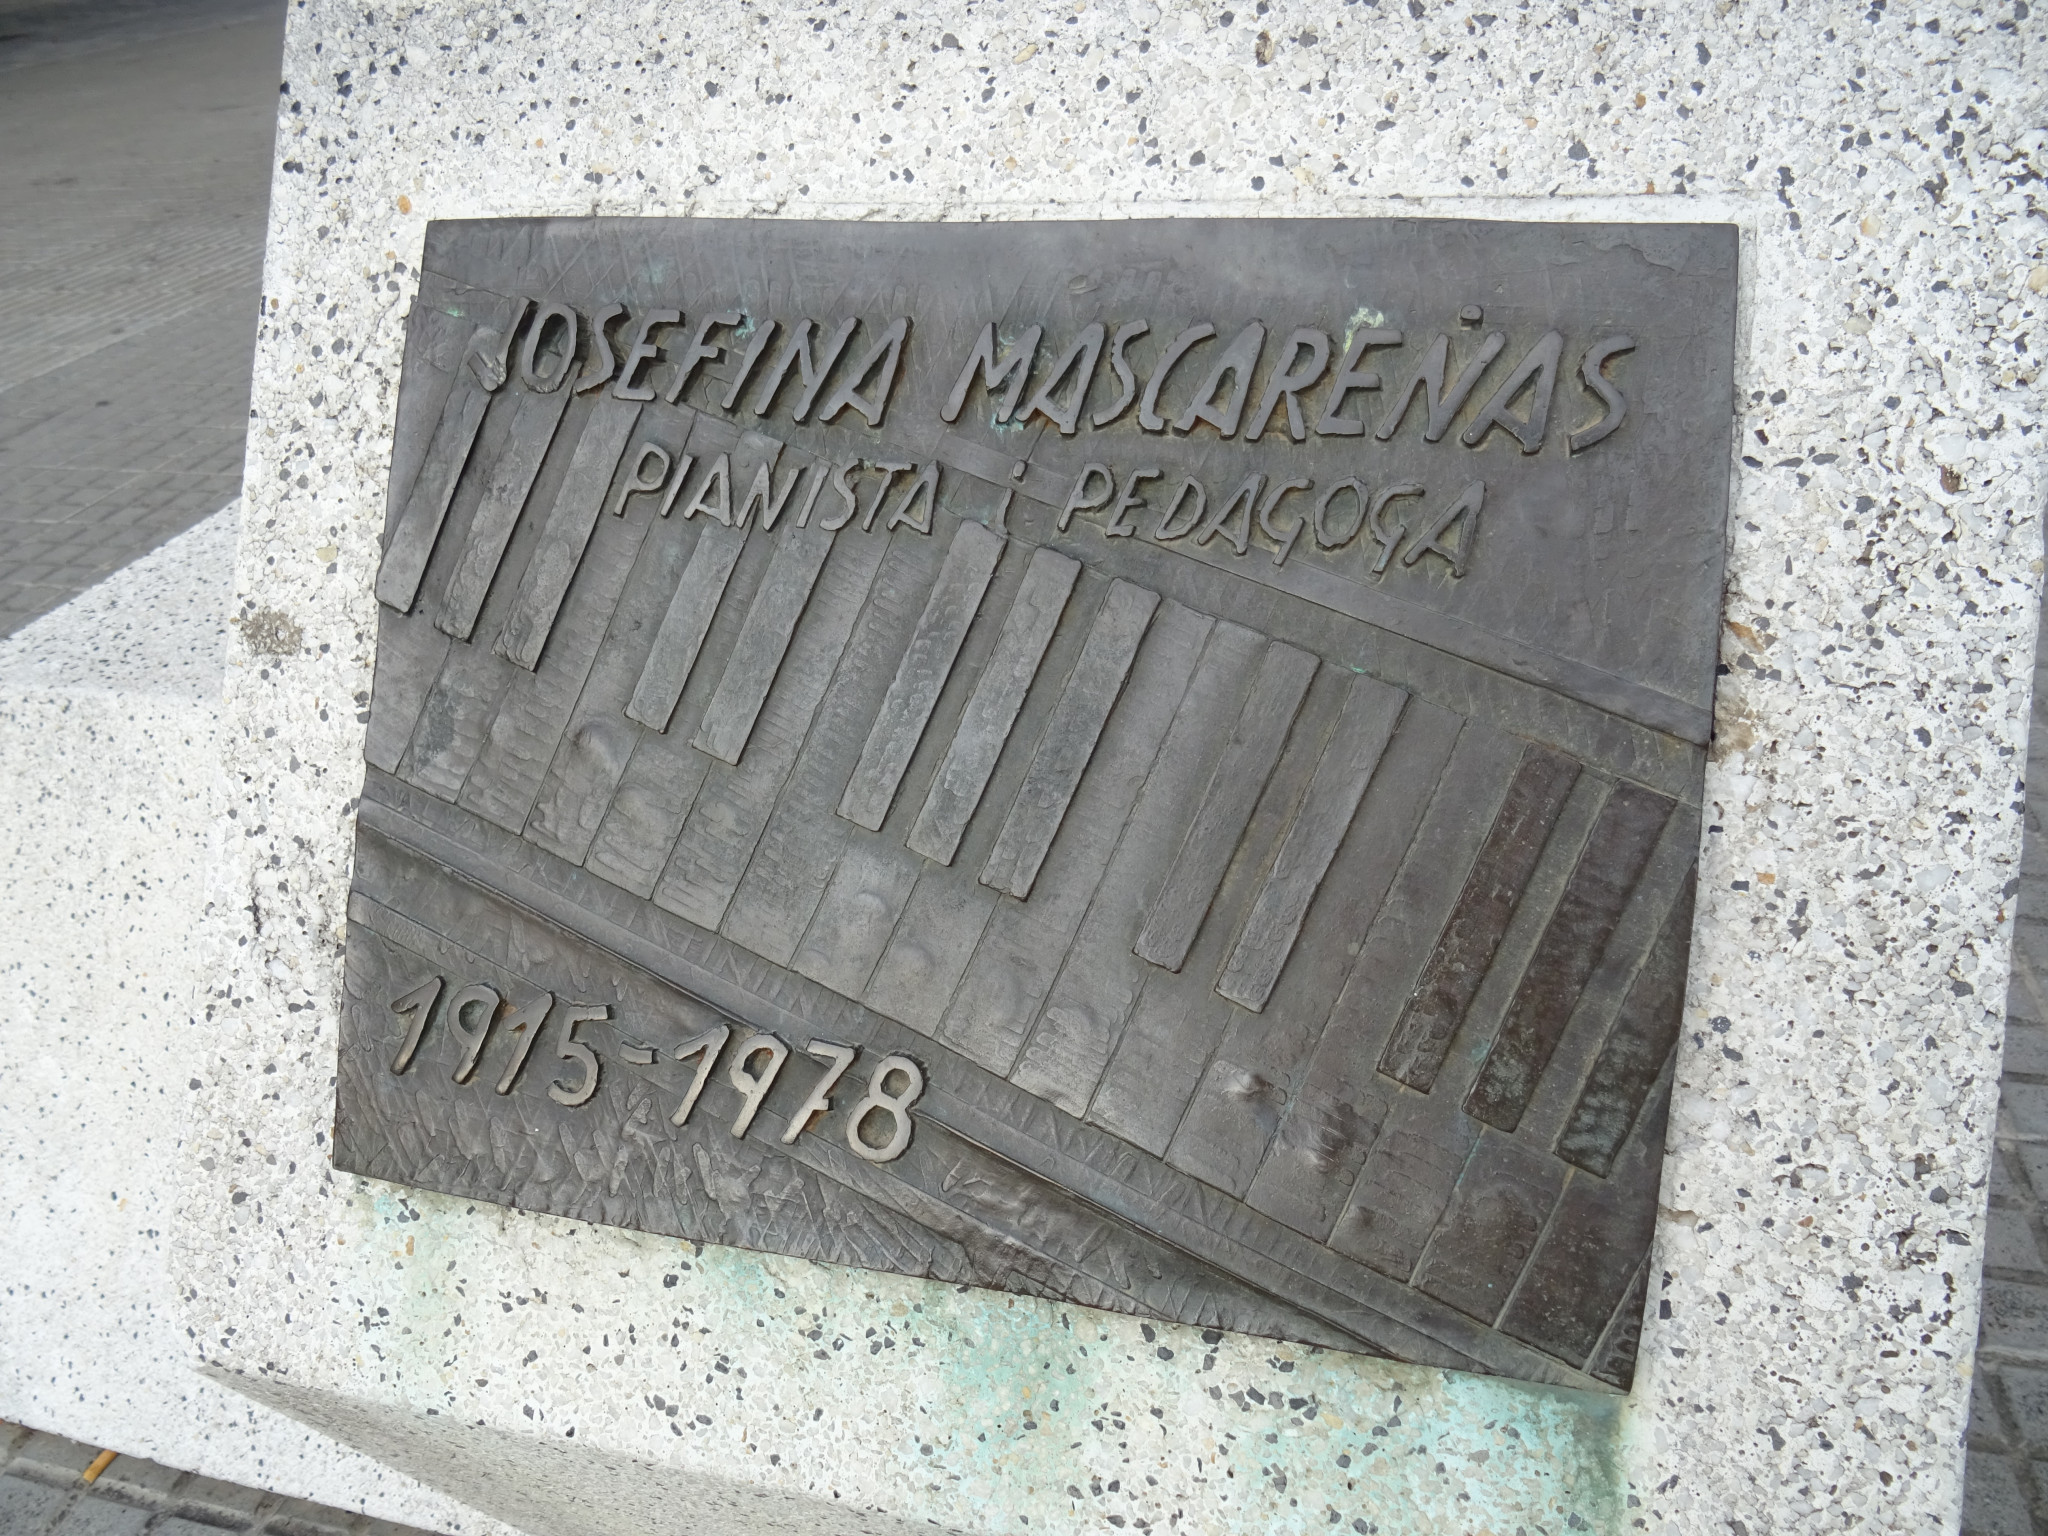 JOSEFINA MASCAREÑAS
PIANISTA i PEDAGOGA
1915-1978